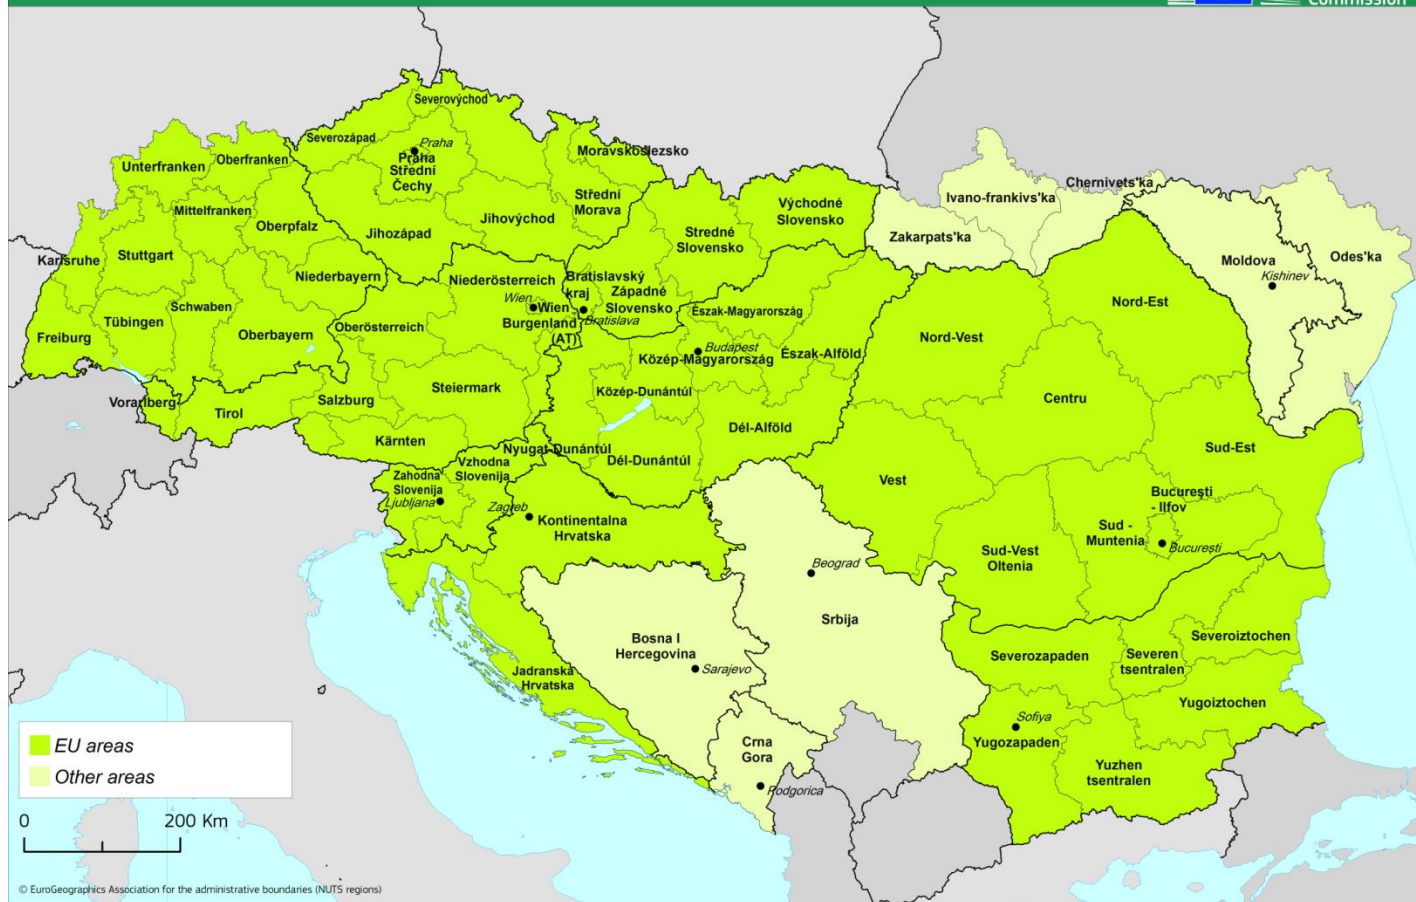 Commission
Severovýchod
Severozápad
Praha
Praha
Střední
Čechy
Moravskoslezsko
Unterfranken
Oberfranken
Mittelfranken
Oberpfalz
Jihozápad
Jihovýchod
Střední
Morava
Stredné
Slovensko
Východné
Slovensko
Zakarpats'ka
Ivano-frankivs'ka
Chernivets'ka
Moldova
Kishinev
Odes'ka
Karlsruhe
Stuttgart
Niederbayern
Niederösterreich
Wien
Wien
Bratislavský
kraj
Západné
Slovensko
Bratislava
Burgenland
(AT)
Oberösterreich
Freiburg
Tübingen
Schwaben
Oberbayern
Észak-Magyarország
Budapest
Közép-Magyarország
Észak-Alföld
Nord-Vest
Nord-Est
Vorarlberg
Tirol
Salzburg
Steiermark
Kärnten
Közép-Dunántúl
Dél-Alföld
Centru
Nyugat-Dunántúl
Dél-Dunántúl
Vzhodna
Slovenija
Zahodna
Slovenija
Ljubljana
Zagreb
Kontinentalna
Hrvatska
Vest
Sud-Est
Bucureşti
- Ilfov
Sud -
Muntenia
Bucureşti
Sud-Vest
Oltenia
Beograd
Srbija
Bosna I
Hercegovina
Sarajevo
Jadranska
Hrvatska
Crna
Gora
Podgorica
Severozapaden
Severen
tsentralen
Severoiztochen
Yugoiztochen
Sofiya
Yugozapaden
Yuzhen
tsentralen
EU areas
Other areas
0 200 Km
© EuroGeographics Association for the administrative boundaries (NUTS regions)